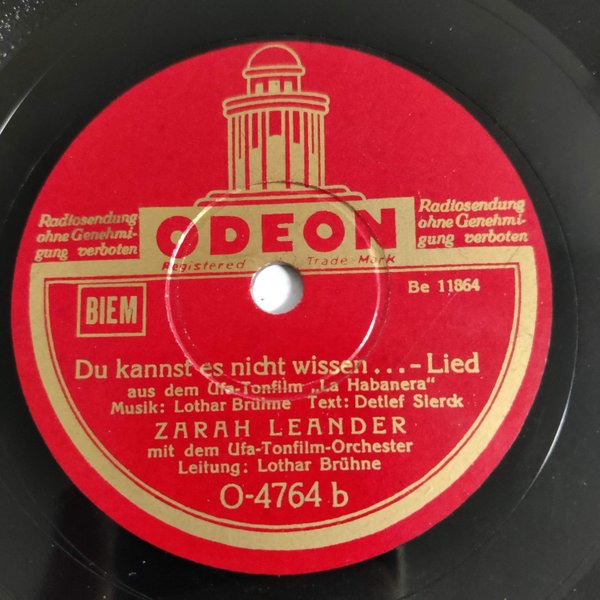 ODEON
Registered Trade Mark
Radiosendung
ohne Genehmi-
gung verboten
Radiosendung
ohne Genehmi-
gung verboten
BIEM
Be 11864
Du kannst es nicht wissen...-Lied
aus dem Ufa-Tonfilm „La Habanera“
Musik: Lothar Brühne Text: Detlef Sierck
ZARAH LEANDER
mit dem Ufa-Tonfilm-Orchester
Leitung: Lothar Brühne
O-4764 b